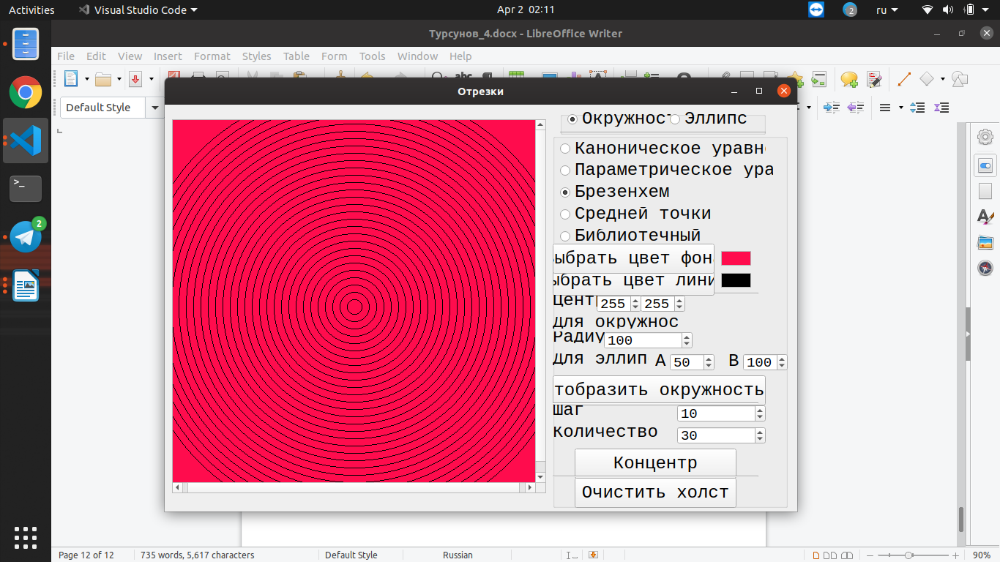 Activities Visual Studio Code Apr 2 02:11 2 ru
Турсунов_4.docx - LibreOffice Writer
File Edit View Insert Format Styles Table Form Tools Window Help
Default Style
Отрезки
Окружност Эллипс
Каноническое уравн
Параметрическое ура
Брезенхем
Средней точки
Библиотечный
ыбрать цвет фон
ыбрать цвет лини
Цент 255 255
Для окружнос
Радиу 100
Для эллип A 50 B 100
тобразить окружность
Шаг 10
Количество 30
Концентр
Очистить холст
>_
2
Page 12 of 12 735 words, 5,617 characters Default Style Russian 90%